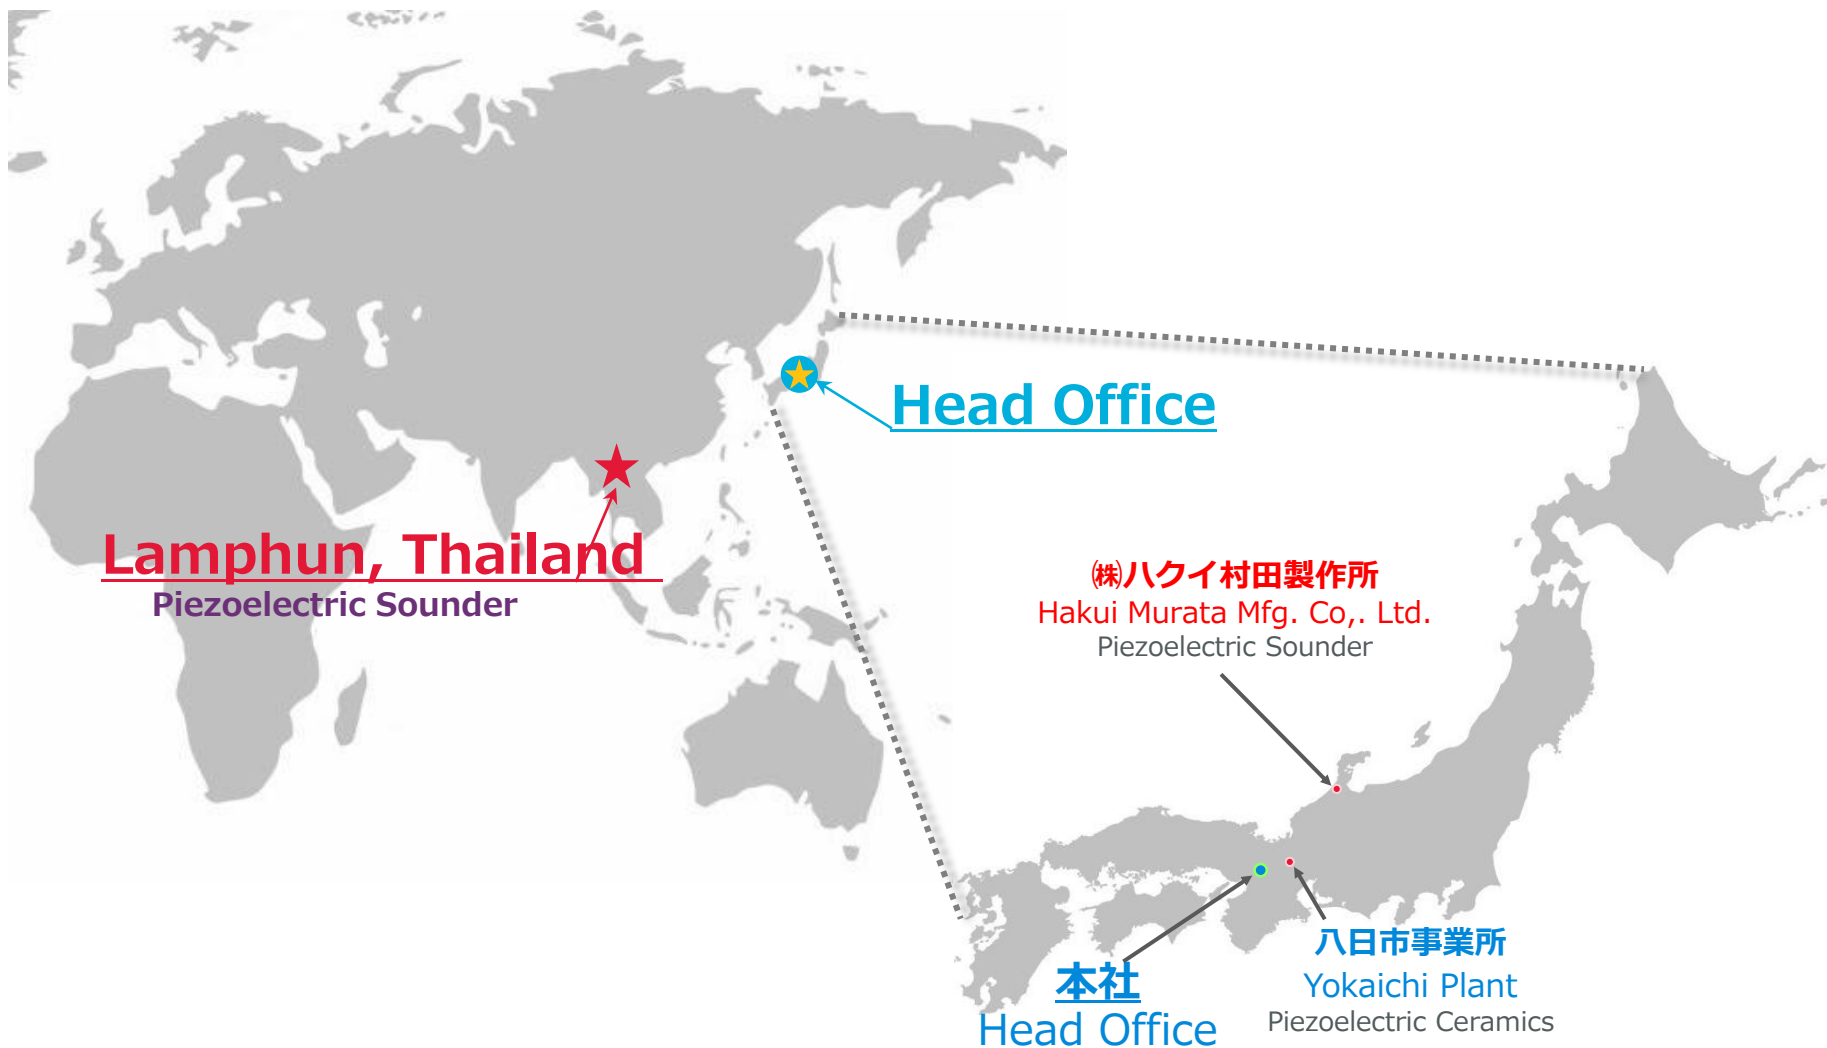 Head Office
Lamphun, Thailand
Piezoelectric Sounder
㈱ハクイ村田製作所
Hakui Murata Mfg. Co,. Ltd.
Piezoelectric Sounder
八日市事業所
Yokaichi Plant
Piezoelectric Ceramics
本社
Head Office